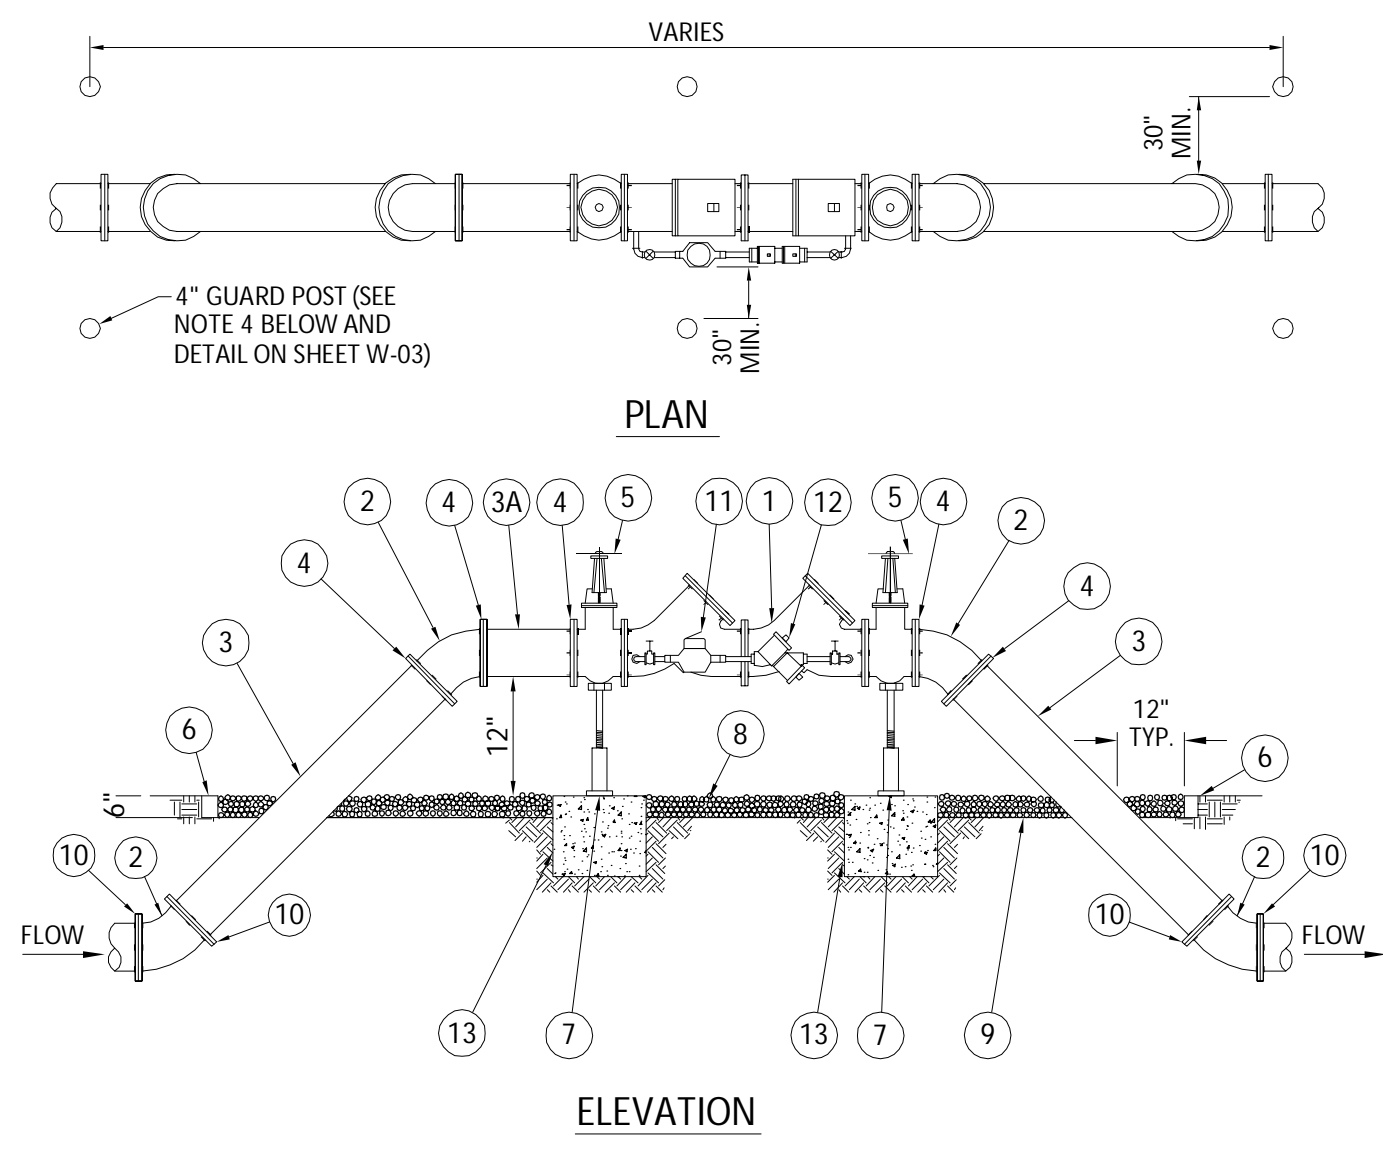 VARIES
30"
MIN.
4" GUARD POST (SEE
NOTE 4 BELOW AND
DETAIL ON SHEET W-03)
30"
MIN.
PLAN
2
4
3A
4
5
11
1
12
5
4
2
4
4
3
3
12"
12"
TYP.
6
8
6
6"
10
2
2
10
10
10
FLOW
FLOW
13
7
13
7
9
ELEVATION